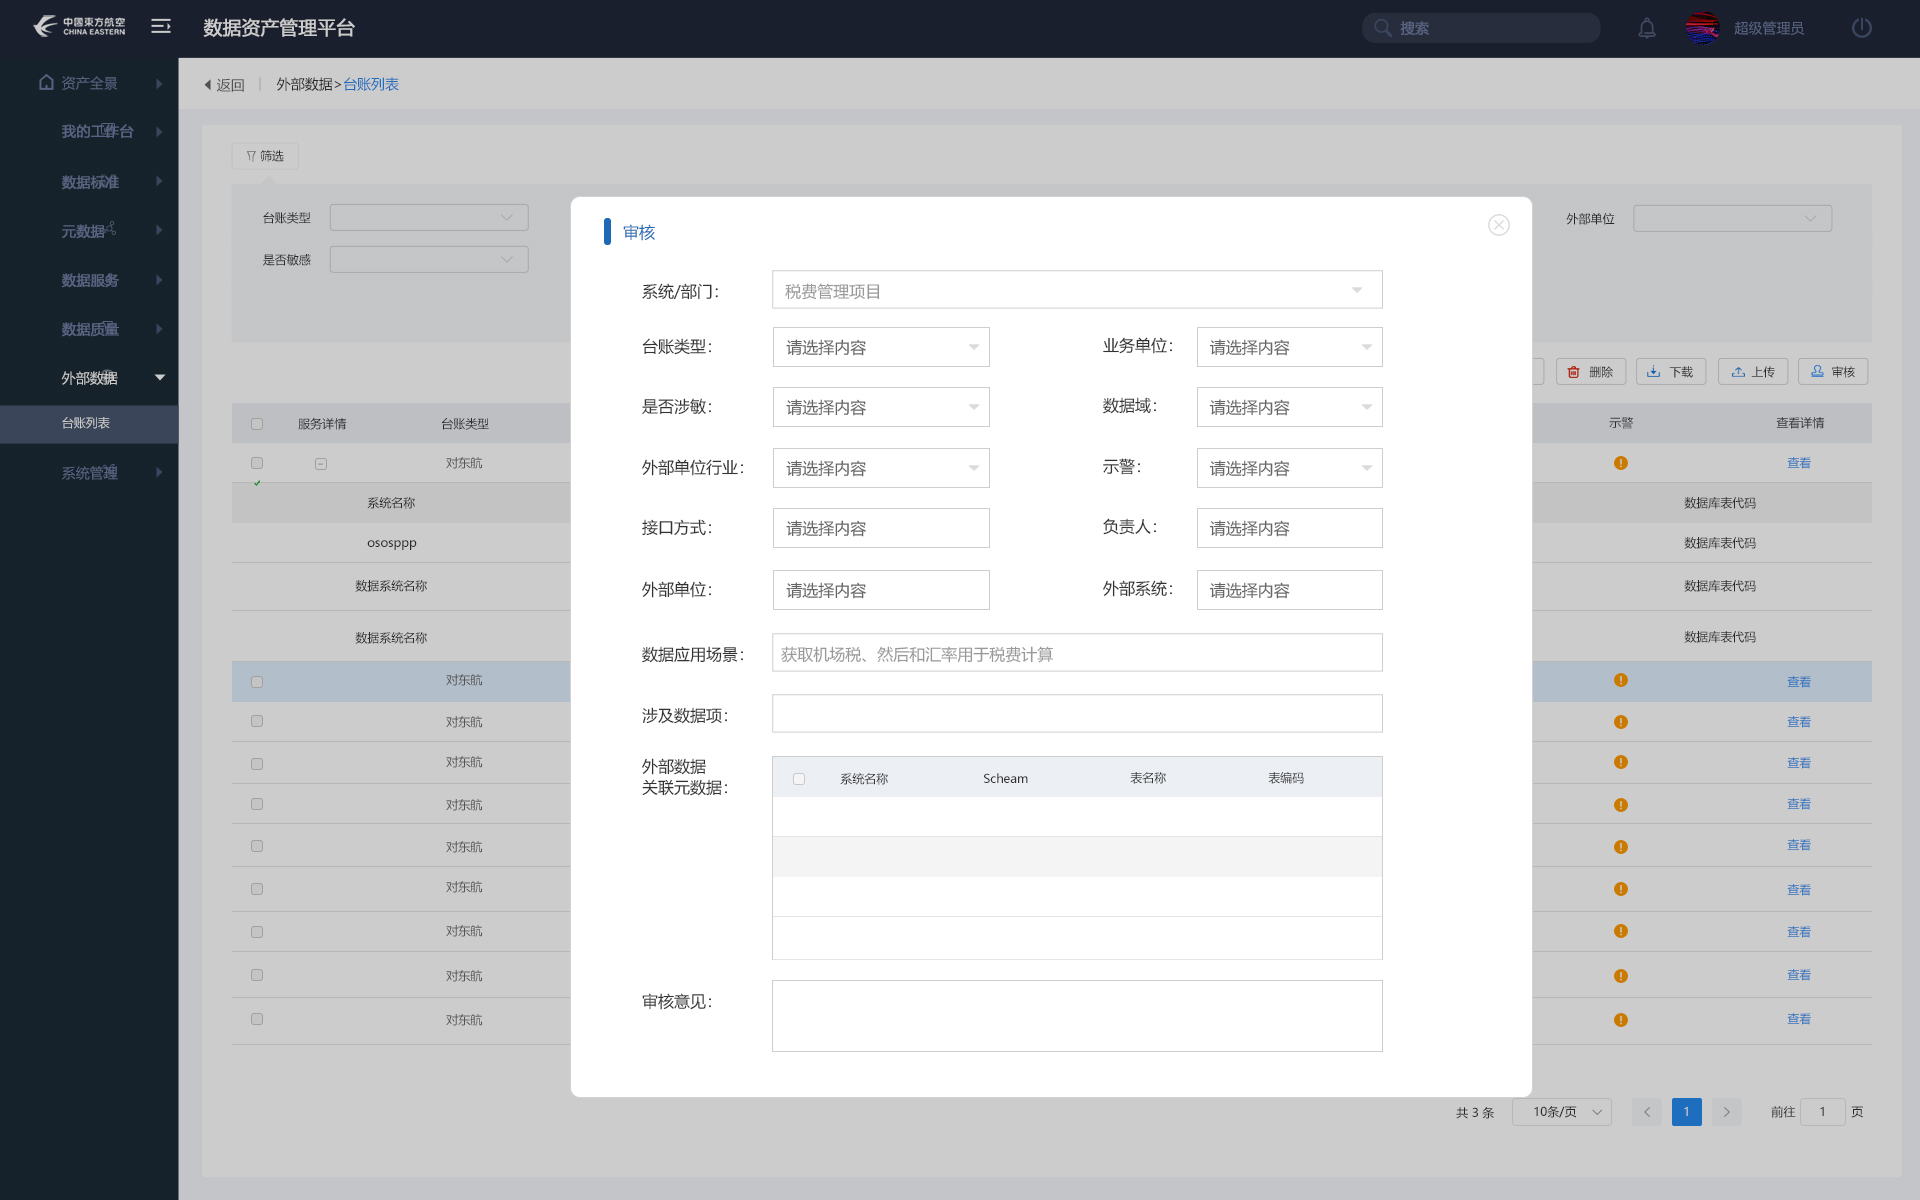 中國東方航空
CHINA EASTERN
数据资产管理平台
搜索
超级管理员
资产全景
我的工作台
数据标准
元数据
数据服务
数据质量
外部数据
台账列表
系统管理
返回
外部数据>台账列表
筛选
台账类型
外部单位
是否敏感
删除
下载
上传
审核
服务详情
台账类型
示警
查看详情
对东航
查看
系统名称
数据库表代码
ososppp
数据库表代码
数据系统名称
数据库表代码
数据系统名称
数据库表代码
对东航
查看
对东航
查看
对东航
查看
对东航
查看
对东航
查看
对东航
查看
对东航
查看
对东航
查看
对东航
查看
共 3 条
10条/页
1
前往
1
页
审核
系统/部门：
税费管理项目
台账类型：
请选择内容
业务单位：
请选择内容
是否涉敏：
请选择内容
数据域：
请选择内容
外部单位行业：
请选择内容
示警：
请选择内容
接口方式：
请选择内容
负责人：
请选择内容
外部单位：
请选择内容
外部系统：
请选择内容
数据应用场景：
获取机场税、然后和汇率用于税费计算
涉及数据项：
外部数据
关联元数据：
系统名称
Scheam
表名称
表编码
审核意见：